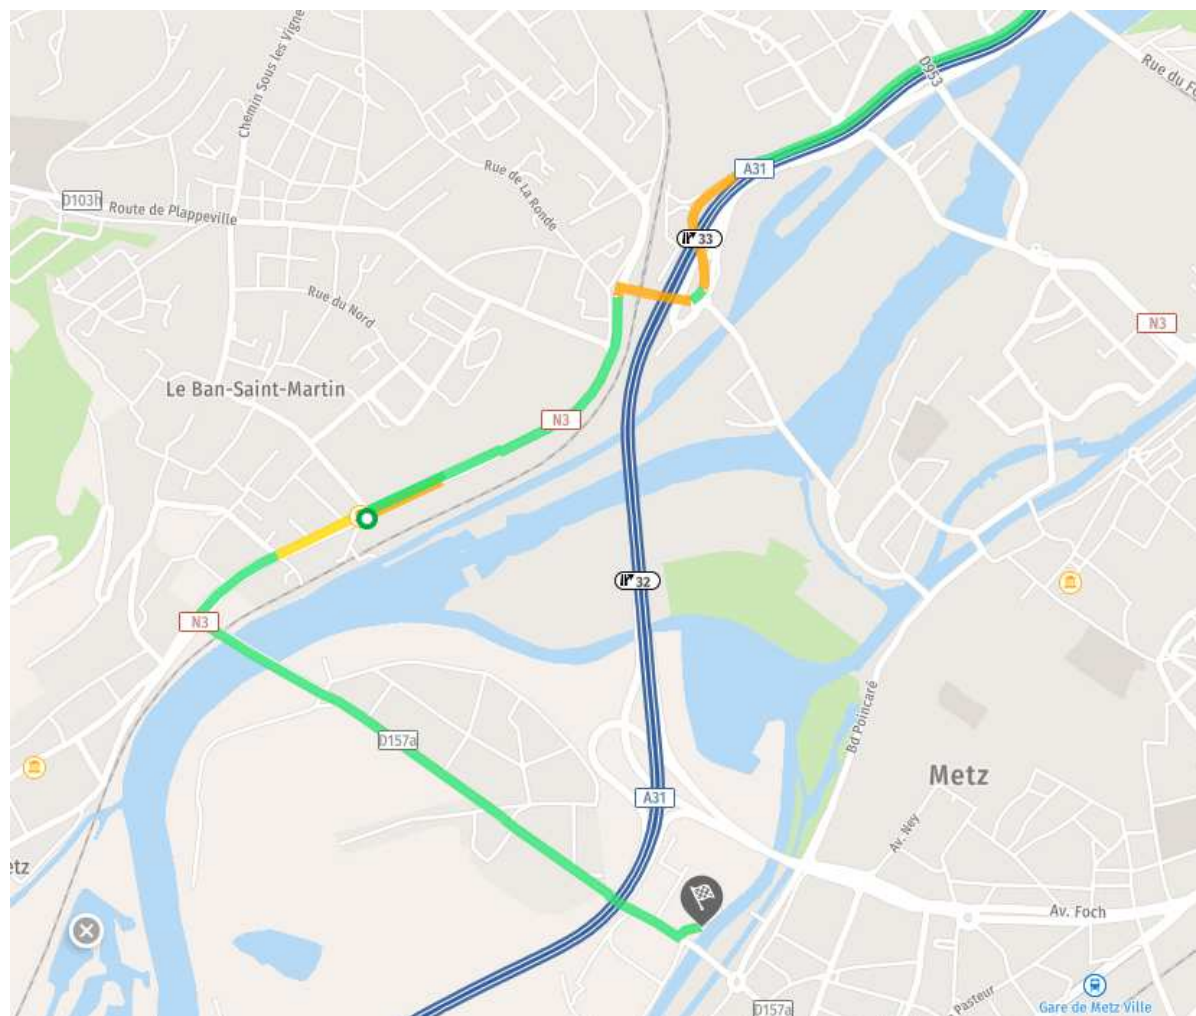 Chemin Sous les Vigne
D953
Rue du Fo
A31
Rue de La Ronde
D103h
Route de Plappeville
33
Rue du Nord
N3
Le Ban-Saint-Martin
N3
32
N3
Bd Poincaré
D157a
Metz
A31
Av. Ney
etz
Av. Foch
Pasteur
D157a
Gare de Metz Ville